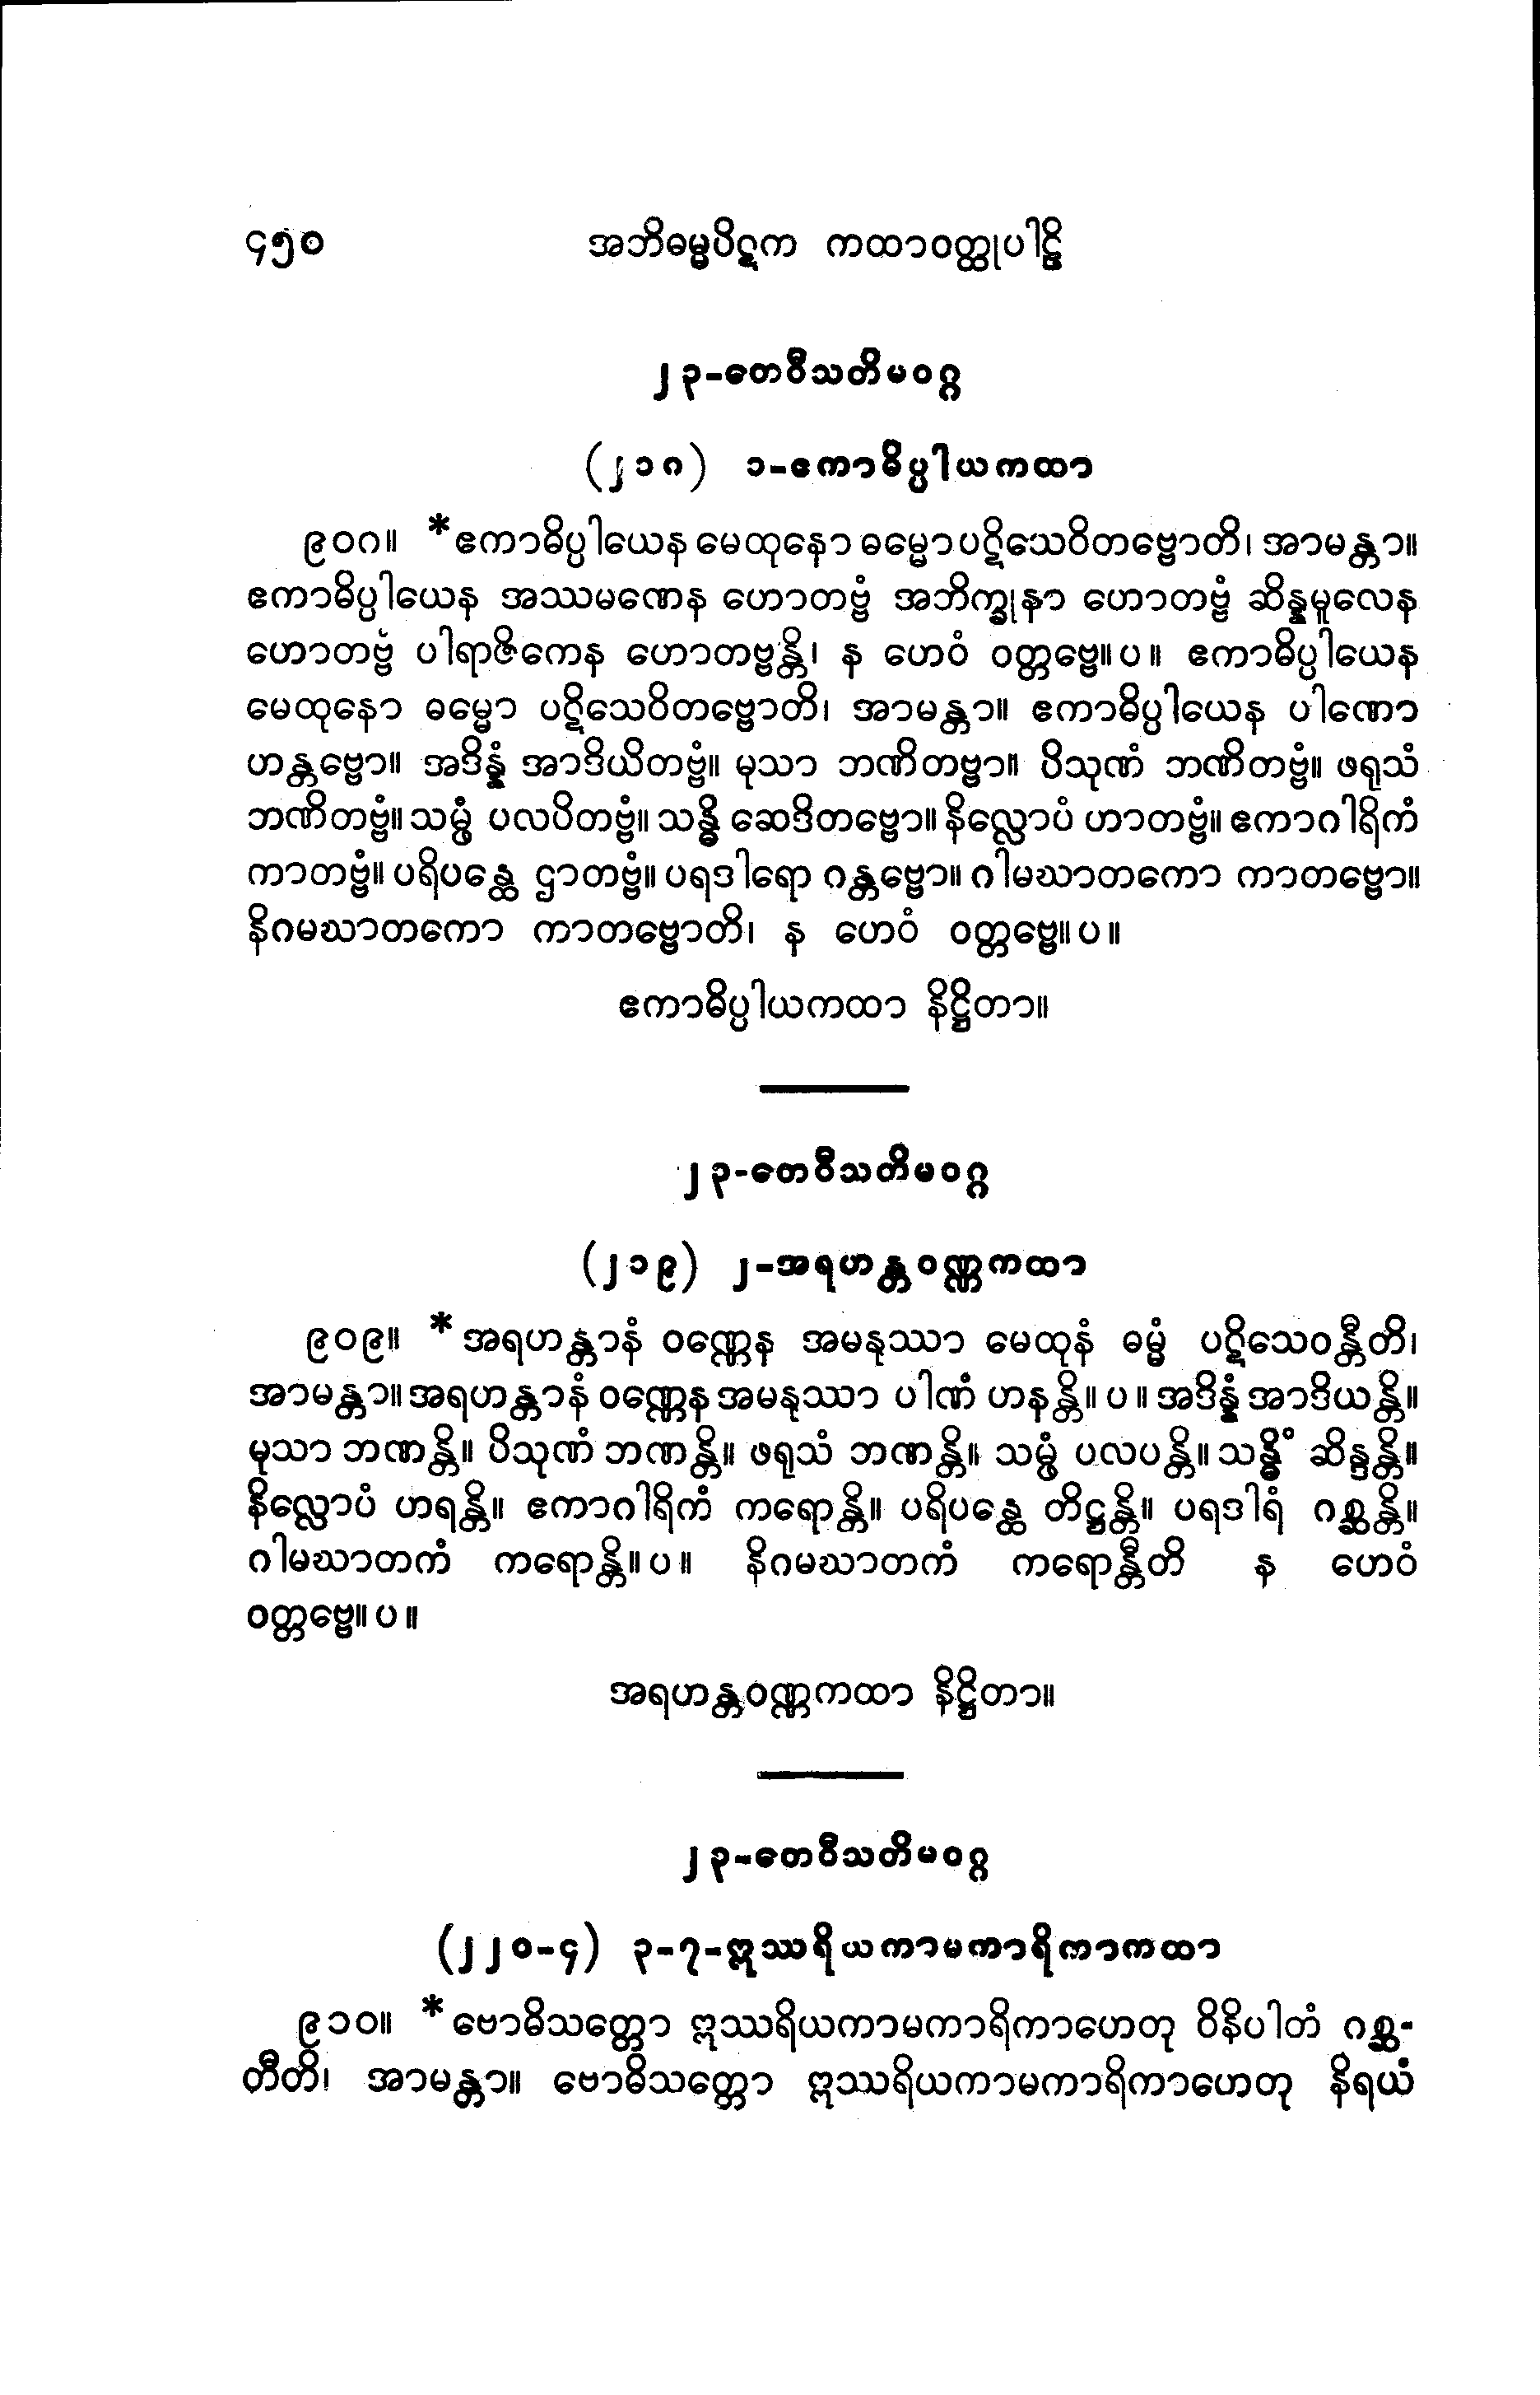 ၄၅၀ အဘိဓမ္မပိဋက ကထာဝတ္ထုပါဠိ
၂၃-တေဝီသတိမဝဂ္ဂ
(၂၁၈) ၁-ဧကာဓိပ္ပါယကထာ
၉၀၈။ *ဧကာဓိပ္ပါယေန မေထုနော ဓမ္မော ပဋိသေဝိတဗ္ဗောတိ၊ အာမန္တာ။
ဧကာဓိပ္ပါယေန အဿမဏေန ဟောတဗ္ဗံ အဘိက္ခုနာ ဟောတဗ္ဗံ ဆိန္နမူလေန
ဟောတဗ္ဗံ ပါရာဇိကေန ဟောတဗ္ဗန္တိ၊ န ဟေဝံ ဝတ္တဗ္ဗေ။ပ။ ဧကာဓိပ္ပါယေန
မေထုနော ဓမ္မော ပဋိသေဝိတဗ္ဗောတိ၊ အာမန္တာ။ ဧကာဓိပ္ပါယေန ပါဏော
ဟန္တဗ္ဗော။ အဒိန္နံ အာဒိယိတဗ္ဗံ။ မုသာ ဘဏိတဗ္ဗာ။ ပိသုဏံ ဘဏိတဗ္ဗံ။ ဖရုသံ
ဘဏိတဗ္ဗံ။ သမ္ဖံ ပလပိတဗ္ဗံ။ သန္ဓိ ဆေဒိတဗ္ဗော။ နိလ္လောပံ ဟာတဗ္ဗံ။ ဧကာဂါရိကံ
ကာတဗ္ဗံ။ ပရိပန္ထေ ဌာတဗ္ဗံ။ ပရဒါရော ဂန္တဗ္ဗော။ ဂါမဃာတကော ကာတဗ္ဗော။
နိဂမဃာတကော ကာတဗ္ဗောတိ၊ န ဟေဝံ ဝတ္တဗ္ဗေ။ပ။
ဧကာဓိပ္ပါယကထာ နိဋ္ဌိတာ။
၂၃-တေဝီသတိမဝဂ္ဂ
(၂၁၉) ၂-အရဟန္တဝဏ္ဏကထာ
၉၀၉။ *အရဟန္တာနံ ဝဏ္ဏေန အမနုဿာ မေထုနံ ဓမ္မံ ပဋိသေဝန္တီတိ၊
အာမန္တာ။ အရဟန္တာနံ ဝဏ္ဏေန အမနုဿာ ပါဏံ ဟနန္တိ။ပ။ အဒိန္နံ အာဒိယန္တိ။
မုသာ ဘဏန္တိ။ ပိသုဏံ ဘဏန္တိ။ ဖရုသံ ဘဏန္တိ။ သမ္ဖံ ပလပန္တိ။ သန္ဓိံ ဆိန္ဒန္တိ။
နိလ္လောပံ ဟရန္တိ။ ဧကာဂါရိကံ ကရောန္တိ။ ပရိပန္ထေ တိဋ္ဌန္တိ။ ပရဒါရံ ဂစ္ဆန္တိ။
ဂါမဃာတကံ ကရောန္တိ။ပ။ နိဂမဃာတကံ ကရောန္တီတိ န ဟေဝံ
ဝတ္တဗ္ဗေ။ပ။
အရဟန္တဝဏ္ဏကထာ နိဋ္ဌိတာ။
၂၃-တေဝီသတိမဝဂ္ဂ
(၂၂၀-၄) ၃-၇-ဣဿရိယကာမကာရိကာကထာ
၉၁၀။ *ဗောဓိသတ္တော ဣဿရိယကာမကာရိကာဟေတု ဝိနိပါတံ ဂစ္ဆ-
တီတိ၊ အာမန္တာ။ ဗောဓိသတ္တော ဣဿရိယကာမကာရိကာဟေတု နိရယံ